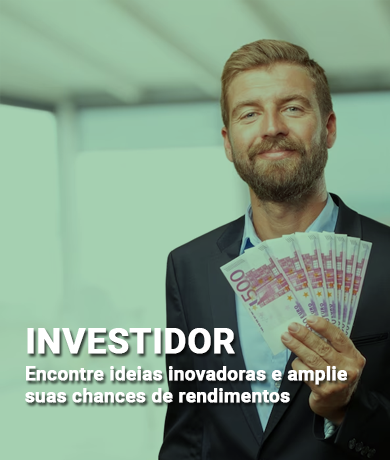 500
INVESTIDOR
Encontre ideias inovadoras e amplie
suas chances de rendimentos